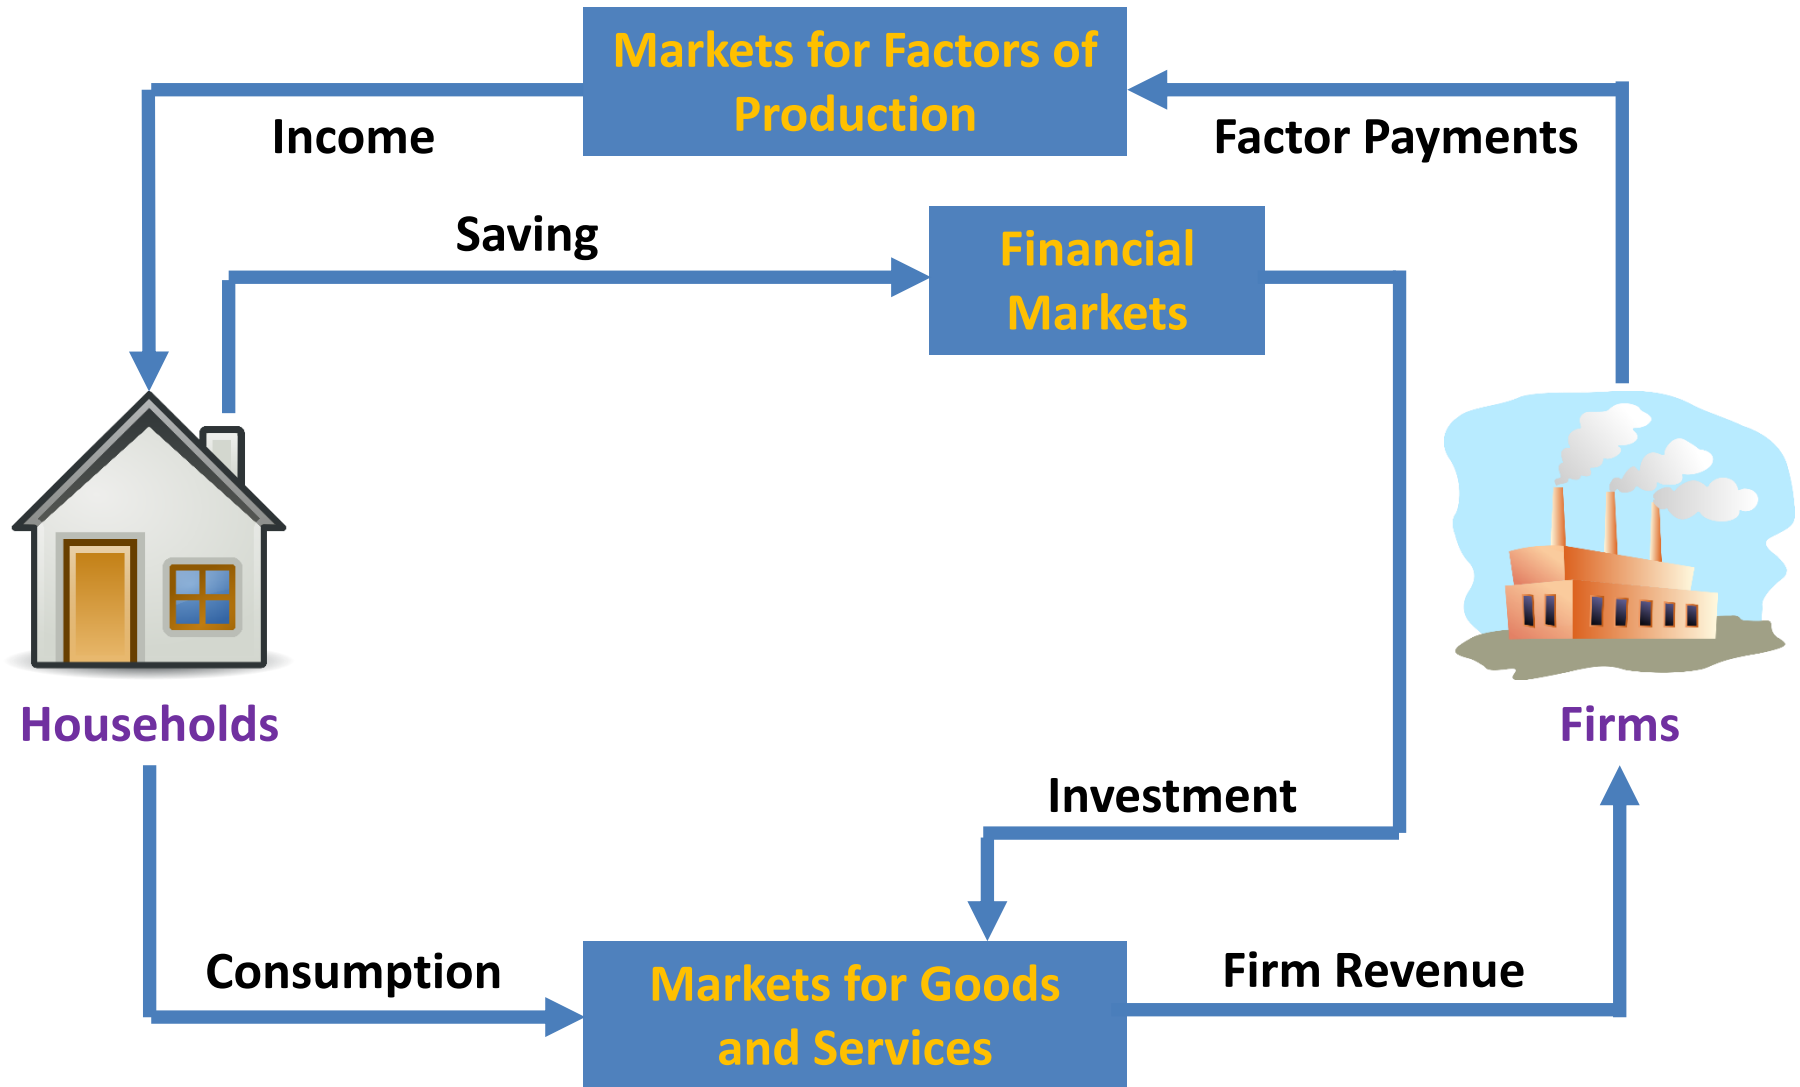 Markets for Factors of
Production
Income
Factor Payments
Saving
Financial
Markets
Households
Firms
Investment
Consumption
Firm Revenue
Markets for Goods
and Services